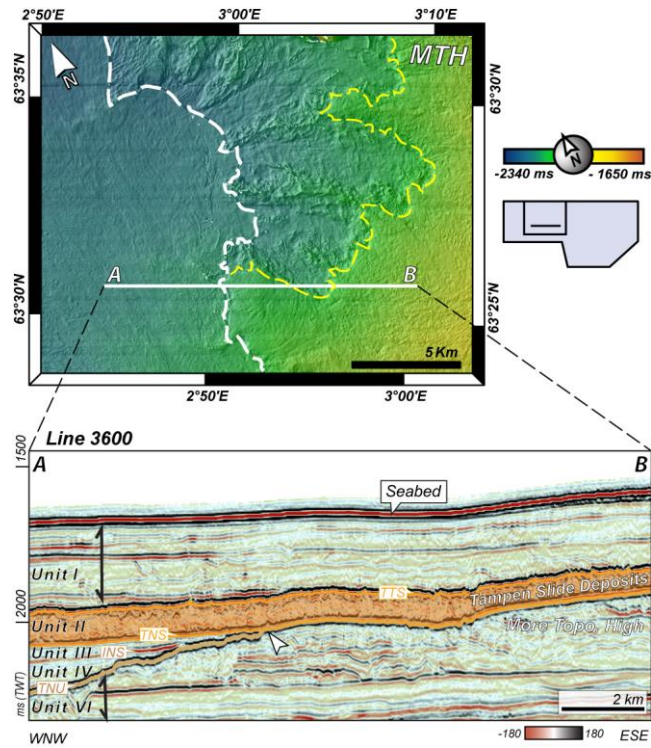 2°50'E 3°00'E 3°10'E
MTH
N
63°35'N
63°30'N
63°30'N
63°25'N
A B
5 Km
2°50'E 3°00'E
N
-2340 ms - 1650 ms
Line 3600
1500
A B
Seabed
Unit I
2000
TTS
Tampen Slide Deposits
Unit II
TNS
More Topo. High
Unit III INS
Unit IV
TNU
Unit VI
ms (TWT)
2 km
WNW -180 180 ESE